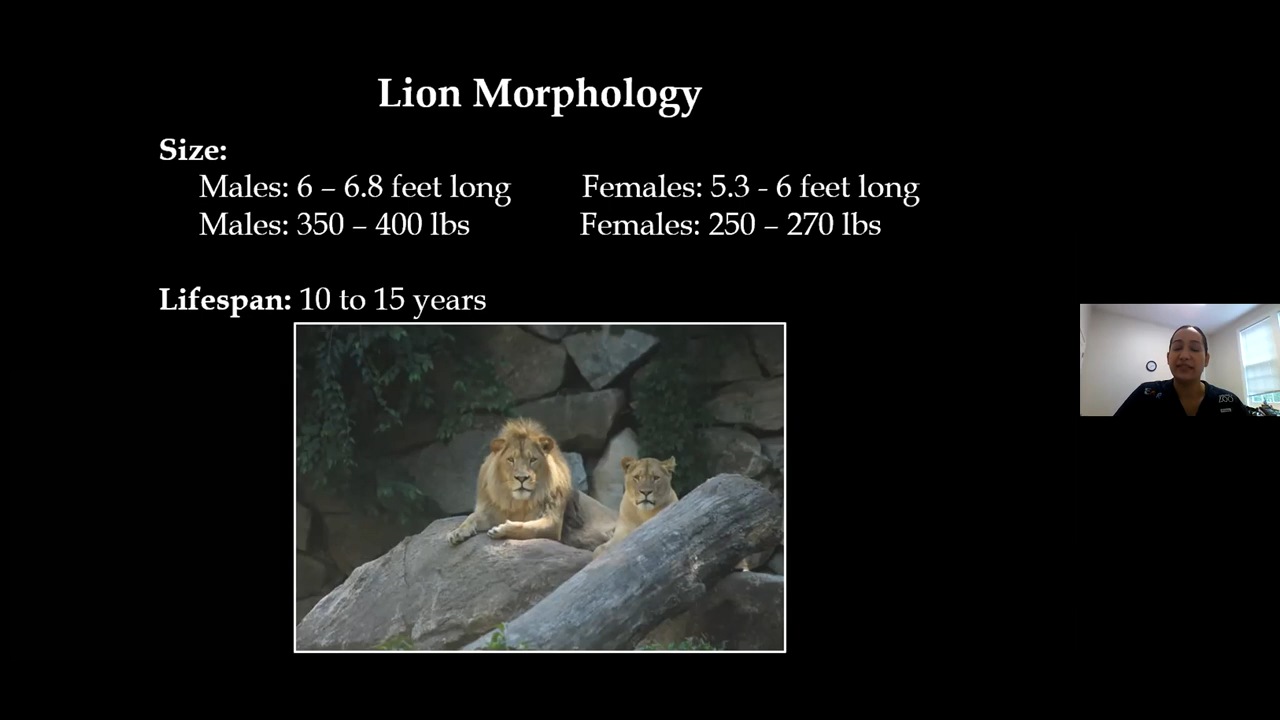 Lion Morphology
Size:
Males: 6 – 6.8 feet long Females: 5.3 - 6 feet long
Males: 350 – 400 lbs Females: 250 – 270 lbs
Lifespan: 10 to 15 years